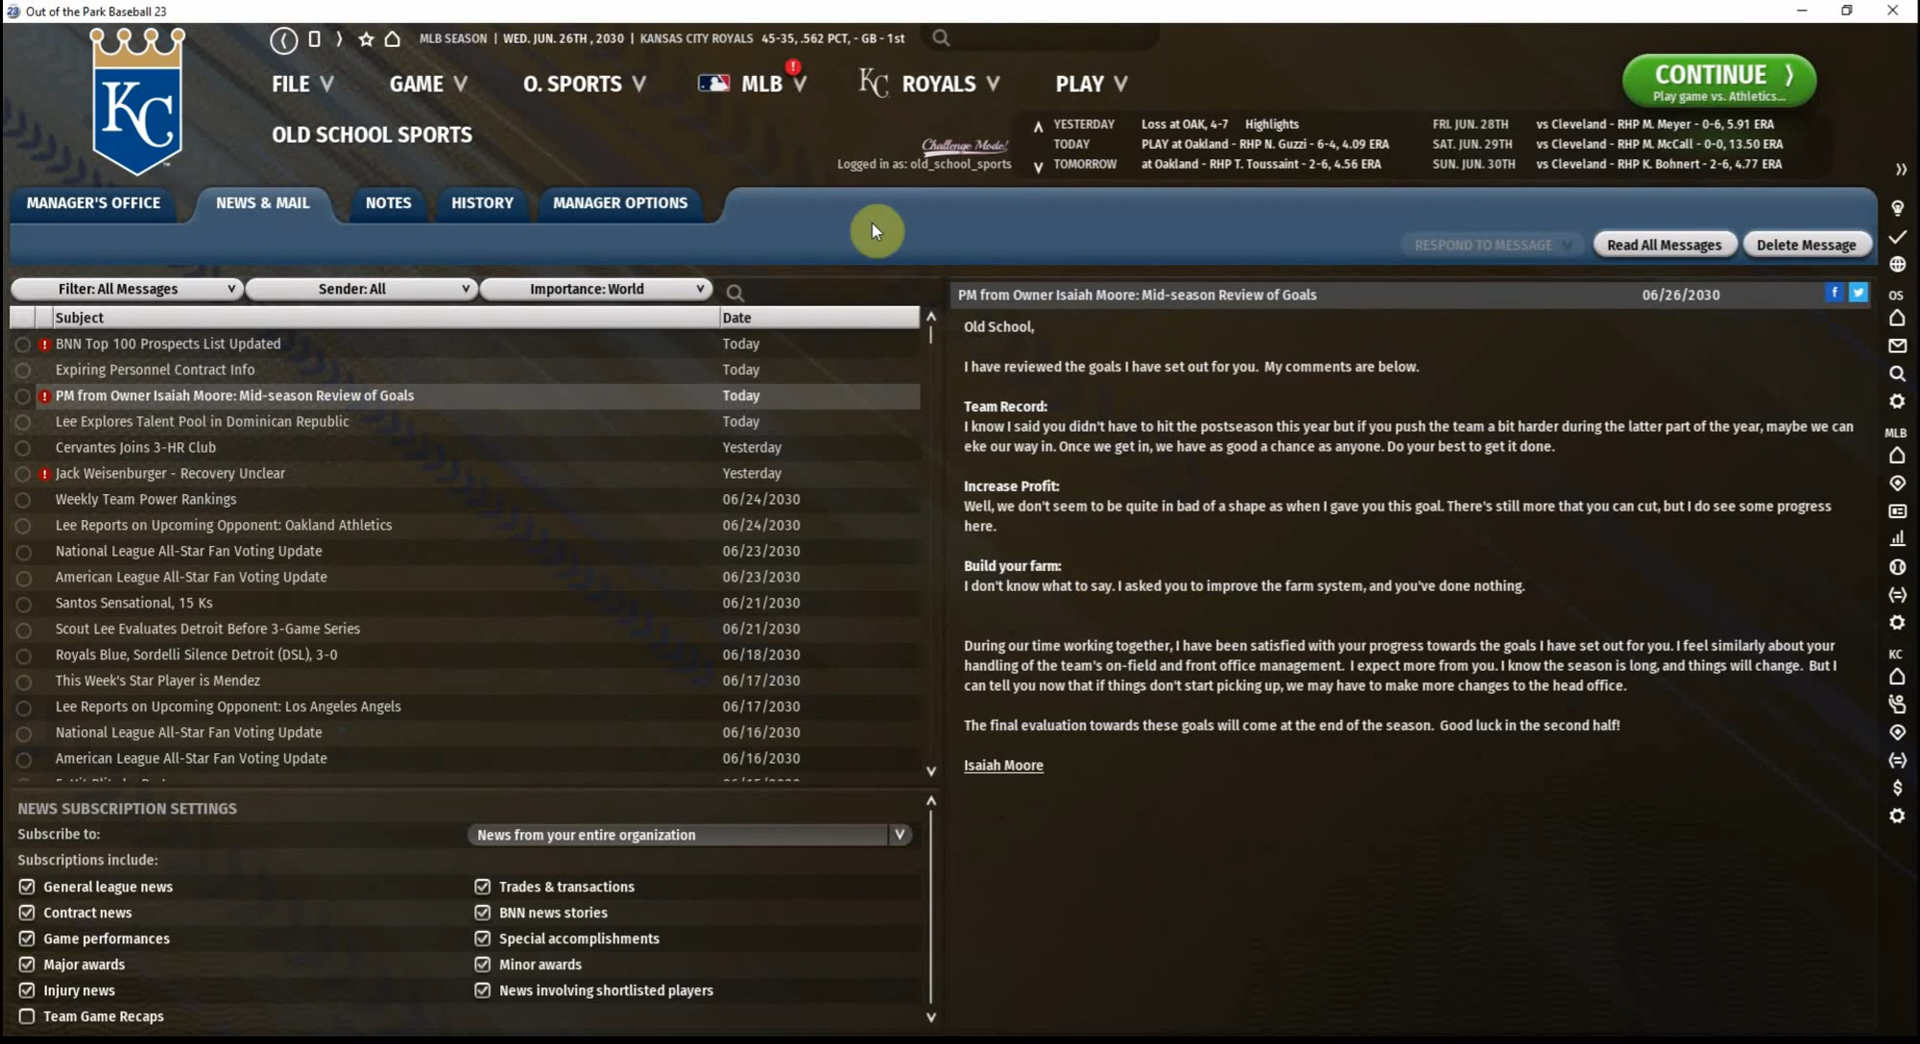 Out of the Park Baseball 23
MLB SEASON | WED. JUN. 26TH , 2030 | KANSAS CITY ROYALS 45-35, .562 PCT, - GB - 1st
FILE GAME O. SPORTS MLB ROYALS PLAY
CONTINUE
Play game vs. Athletics...
OLD SCHOOL SPORTS
Challenge Mode!
Logged in as: old_school_sports
YESTERDAY Loss at OAK, 4-7 Highlights
TODAY PLAY at Oakland - RHP N. Guzzi - 6-4, 4.09 ERA
TOMORROW at Oakland - RHP T. Toussaint - 2-6, 4.56 ERA
FRI. JUN. 28TH vs Cleveland - RHP M. Meyer - 0-6, 5.91 ERA
SAT. JUN. 29TH vs Cleveland - RHP M. McCall - 0-0, 13.50 ERA
SUN. JUN. 30TH vs Cleveland - RHP K. Bohnert - 2-6, 4.77 ERA
KC
MANAGER'S OFFICE NEWS & MAIL NOTES HISTORY MANAGER OPTIONS
RESPOND TO MESSAGE Read All Messages Delete Message
Filter: All Messages Sender: All Importance: World
Subject Date
BNN Top 100 Prospects List Updated Today
Expiring Personnel Contract Info Today
PM from Owner Isaiah Moore: Mid-season Review of Goals Today
Lee Explores Talent Pool in Dominican Republic Today
Cervantes Joins 3-HR Club Yesterday
Jack Weisenburger - Recovery Unclear Yesterday
Weekly Team Power Rankings 06/24/2030
Lee Reports on Upcoming Opponent: Oakland Athletics 06/24/2030
National League All-Star Fan Voting Update 06/23/2030
American League All-Star Fan Voting Update 06/23/2030
Santos Sensational, 15 Ks 06/21/2030
Scout Lee Evaluates Detroit Before 3-Game Series 06/21/2030
Royals Blue, Sordelli Silence Detroit (DSL), 3-0 06/18/2030
This Week's Star Player is Mendez 06/17/2030
Lee Reports on Upcoming Opponent: Los Angeles Angels 06/17/2030
National League All-Star Fan Voting Update 06/16/2030
American League All-Star Fan Voting Update 06/16/2030
NEWS SUBSCRIPTION SETTINGS
Subscribe to: News from your entire organization
Subscriptions include:
General league news Trades & transactions
Contract news BNN news stories
Game performances Special accomplishments
Major awards Minor awards
Injury news News involving shortlisted players
Team Game Recaps
PM from Owner Isaiah Moore: Mid-season Review of Goals 06/26/2030
Old School,
I have reviewed the goals I have set out for you. My comments are below.
Team Record:
I know I said you didn't have to hit the postseason this year but if you push the team a bit harder during the latter part of the year, maybe we can
eke our way in. Once we get in, we have as good a chance as anyone. Do your best to get it done.
Increase Profit:
Well, we don't seem to be quite in bad of a shape as when I gave you this goal. There's still more that you can cut, but I do see some progress
here.
Build your farm:
I don't know what to say. I asked you to improve the farm system, and you've done nothing.
During our time working together, I have been satisfied with your progress towards the goals I have set out for you. I feel similarly about your
handling of the team's on-field and front office management. I expect more from you. I know the season is long, and things will change. But I
can tell you now that if things don't start picking up, we may have to make more changes to the head office.
The final evaluation towards these goals will come at the end of the season. Good luck in the second half!
Isaiah Moore
OS
MLB
KC